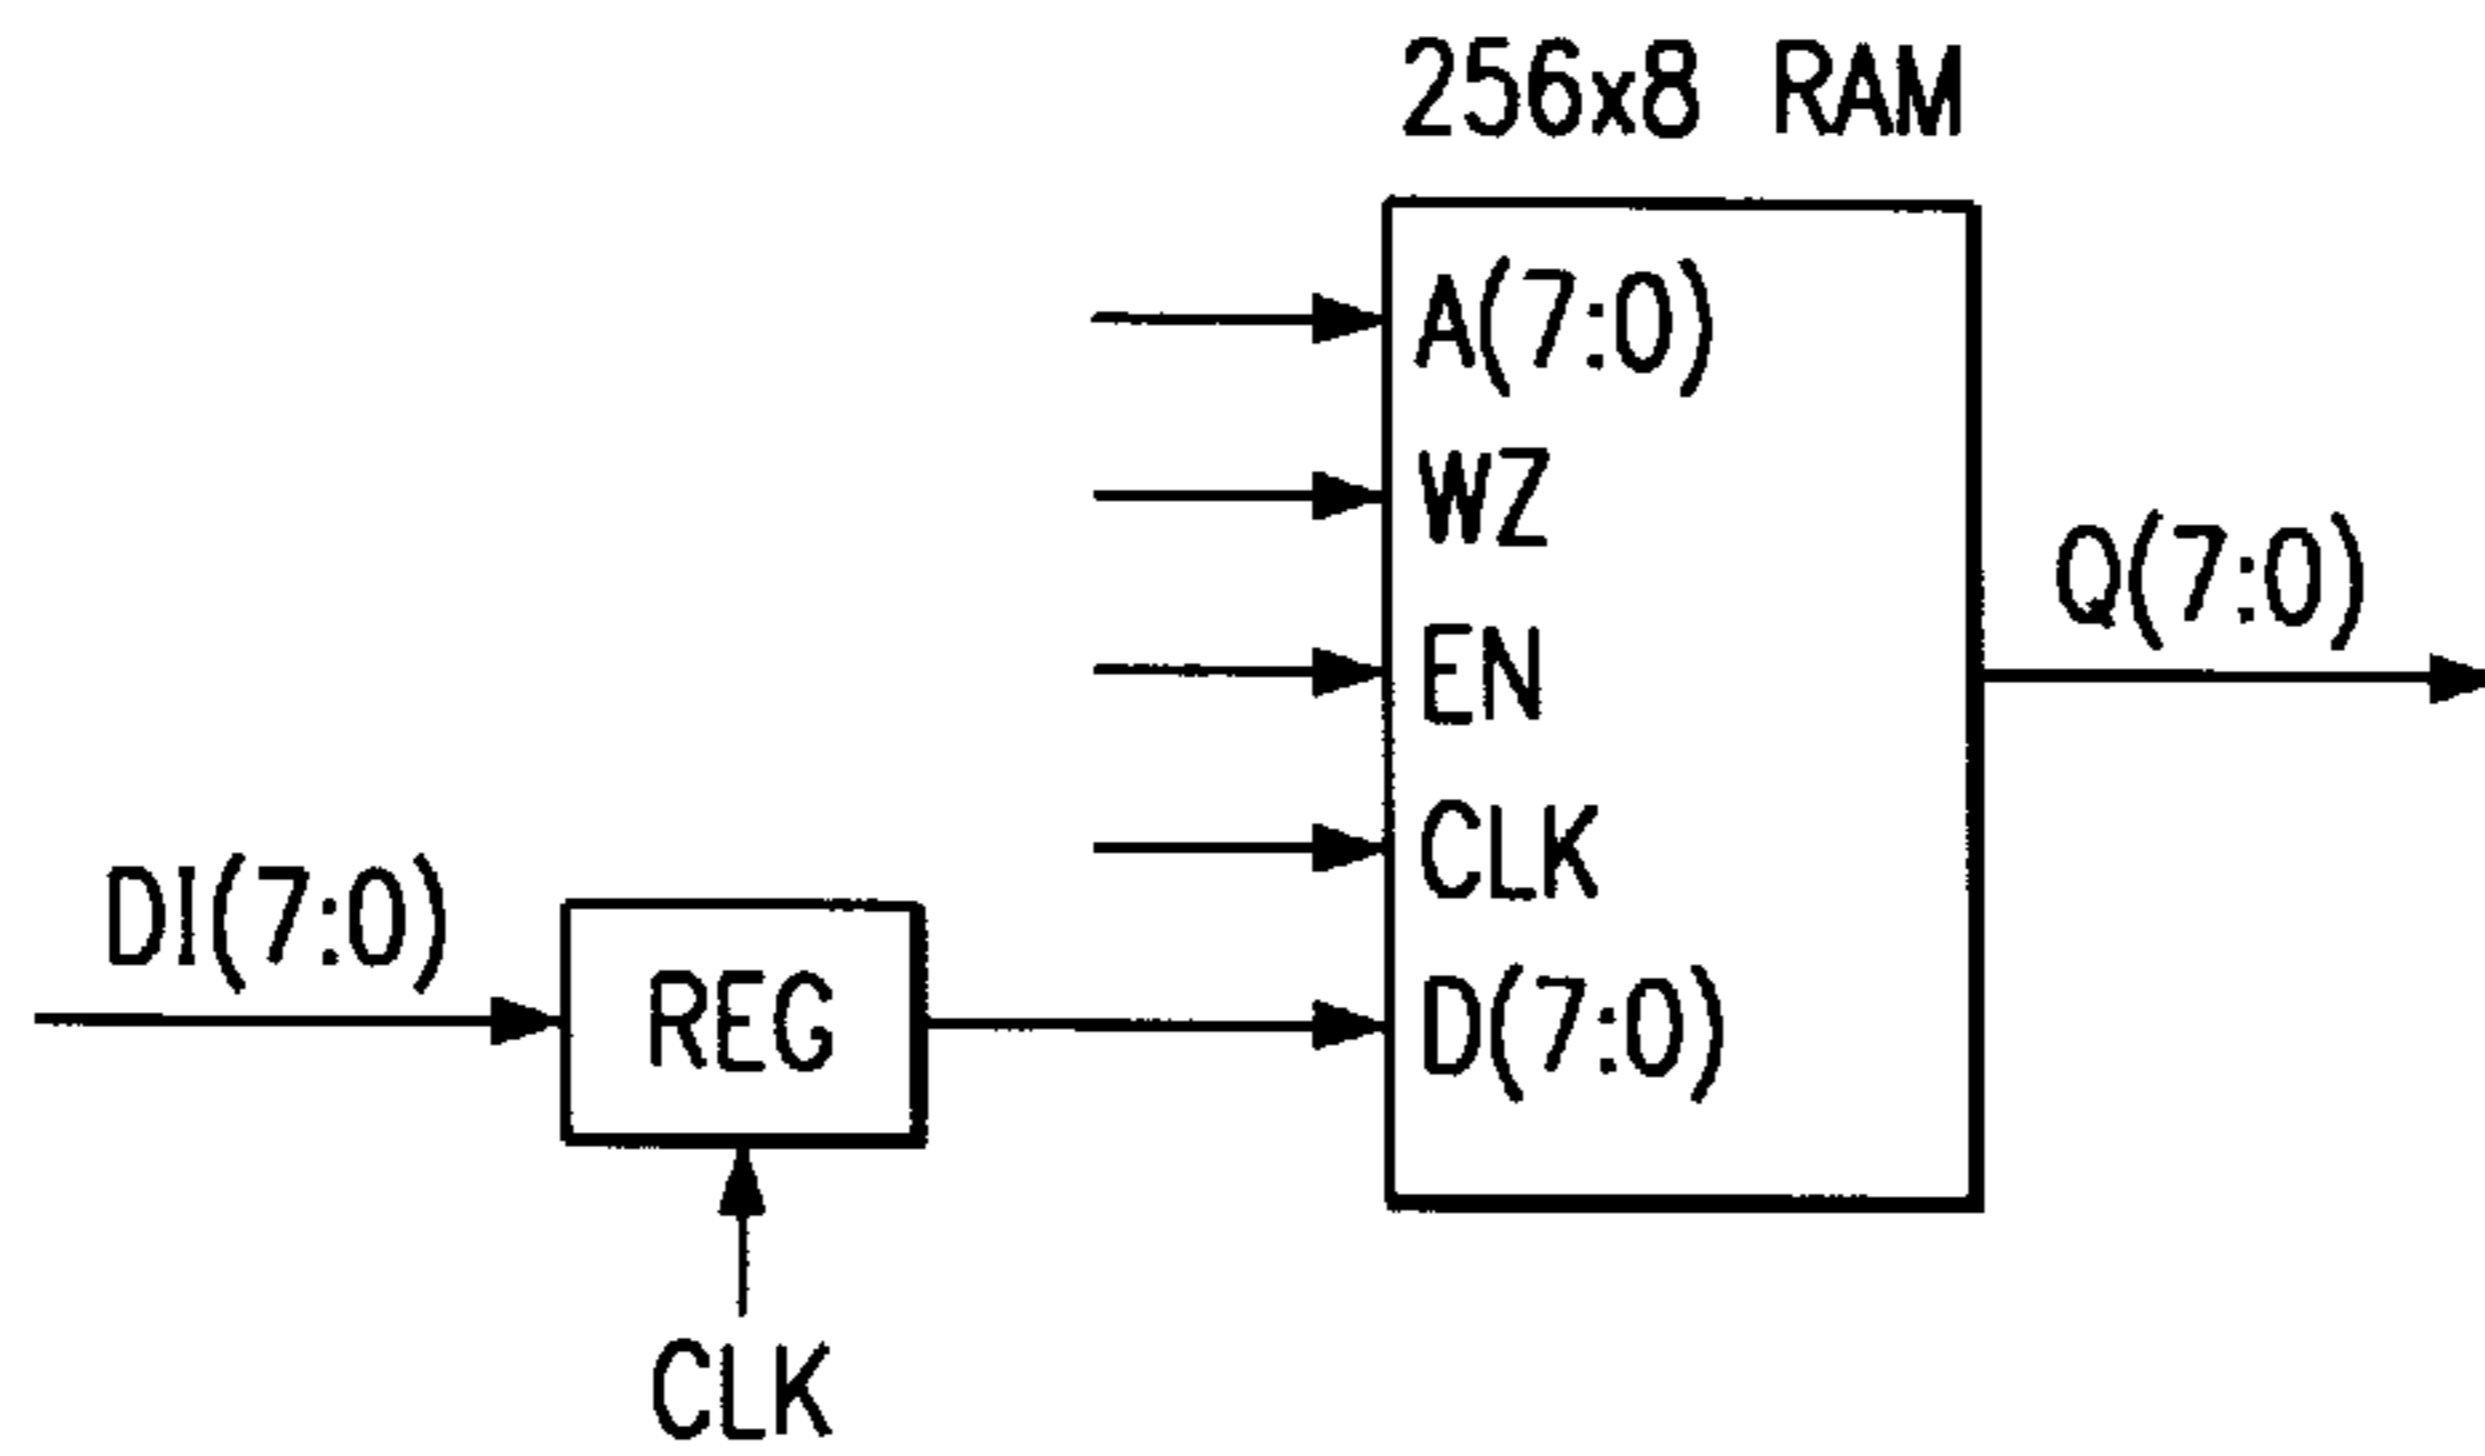 256x8 RAM
A(7:0)
WZ
EN
CLK
D(7:0)
Q(7:0)
DI(7:0)
REG
CLK